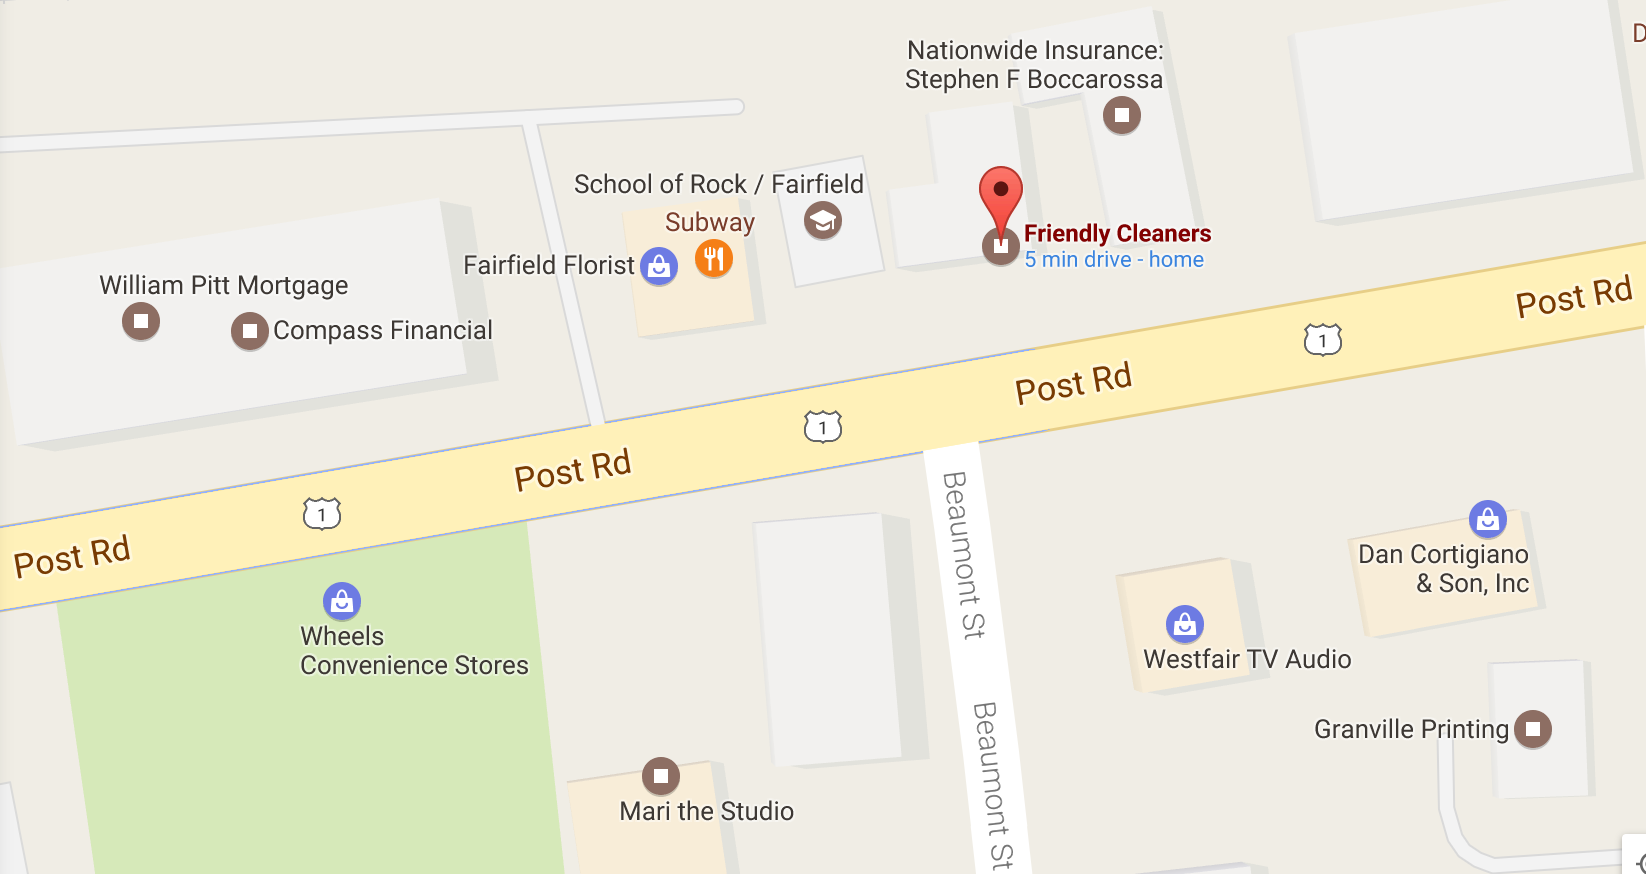 D
Nationwide Insurance:
Stephen F Boccarossa
School of Rock / Fairfield
Subway
Friendly Cleaners
5 min drive - home
Fairfield Florist
William Pitt Mortgage
Compass Financial
Post Rd
1
Post Rd
1
Post Rd
1
Post Rd
Beaumont St
Dan Cortigiano
& Son, Inc
Wheels
Convenience Stores
Westfair TV Audio
Granville Printing
Beaumont St
Mari the Studio